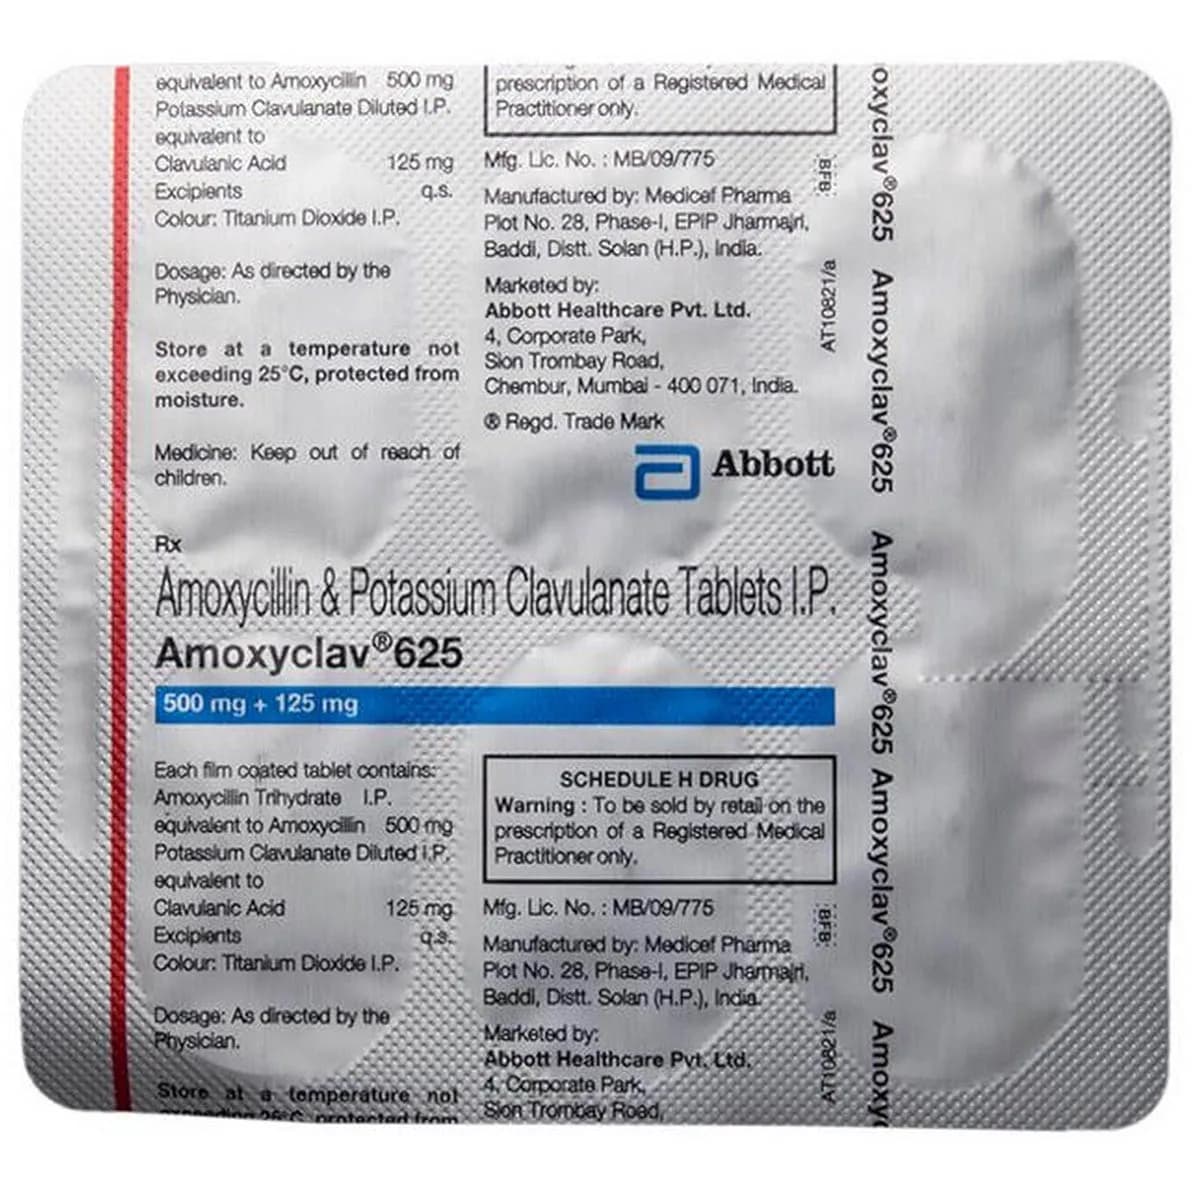 equivalent to Amoxycillin 500 mg
Potassium Clavulanate Diluted I.P.
equivalent to
Clavulanic Acid 125 mg
Excipients q.s.
Colour: Titanium Dioxide I.P.
Dosage: As directed by the
Physician.
Store at a temperature not
exceeding 25°C, protected from
moisture.
Medicine: Keep out of reach of
children.
prescription of a Registered Medical
Practitioner only.
Mfg. Lic. No. : MB/09/775
Manufactured by: Medicef Pharma
Plot No. 28, Phase-I, EPIP Jharmajri,
Baddi, Distt. Solan (H.P.), India.
Marketed by:
Abbott Healthcare Pvt. Ltd.
4, Corporate Park,
Sion Trombay Road,
Chembur, Mumbai - 400 071, India.
® Regd. Trade Mark
Abbott
:BFB:
AT10821/a
Rx
Amoxycillin & Potassium Clavulanate Tablets I.P.
Amoxyclav®625
500 mg + 125 mg
Each film coated tablet contains:
Amoxycillin Trihydrate I.P.
equivalent to Amoxycillin 500 mg
Potassium Clavulanate Diluted I.P.
equivalent to
Clavulanic Acid 125 mg
Excipients q.s.
Colour: Titanium Dioxide I.P.
Dosage: As directed by the
Physician.
Store at a temperature not
exceeding 25°C, protected from
SCHEDULE H DRUG
Warning : To be sold by retail on the
prescription of a Registered Medical
Practitioner only.
Mfg. Lic. No. : MB/09/775
Manufactured by: Medicef Pharma
Plot No. 28, Phase-I, EPIP Jharmajri,
Baddi, Distt. Solan (H.P.), India.
Marketed by:
Abbott Healthcare Pvt. Ltd.
4, Corporate Park,
Sion Trombay Road,
:BFB:
AT10821/a
oxyclav®625 Amoxyclav®625 Amoxyclav®625 Amoxyclav®625 Amoxy